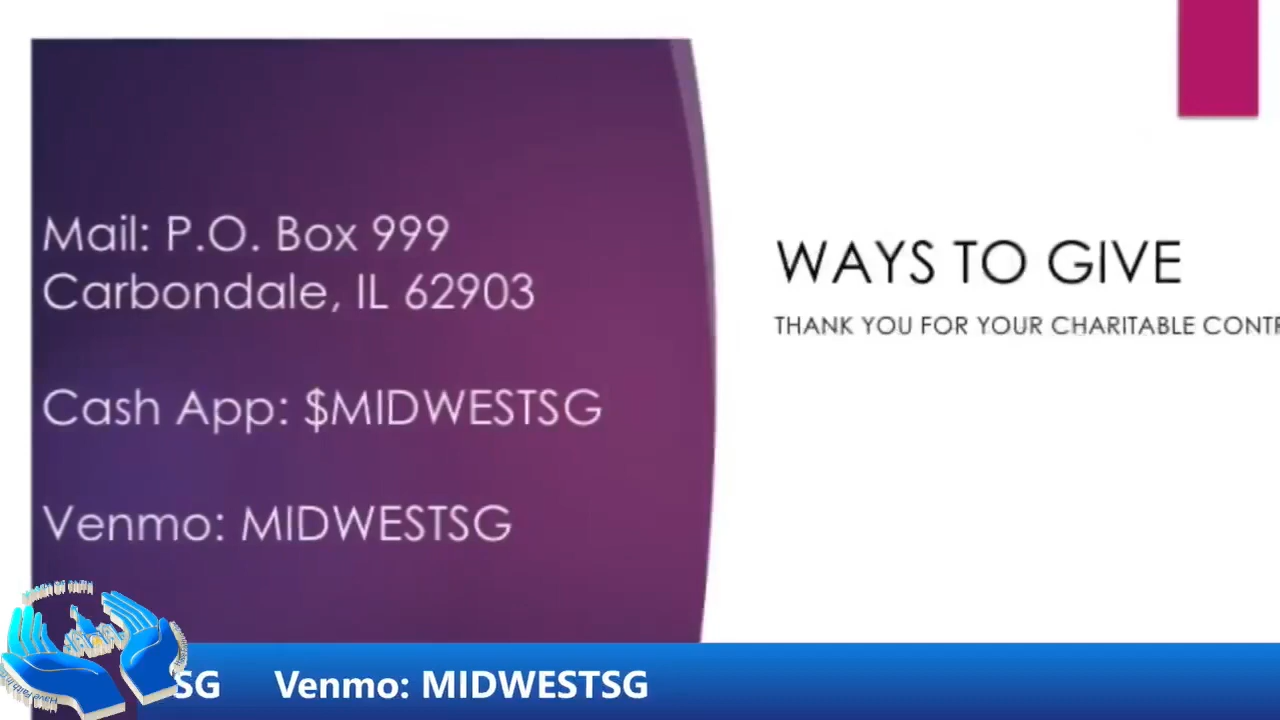 Mail: P.O. Box 999
Carbondale, IL 62903
Cash App: $MIDWESTSG
Venmo: MIDWESTSG
WAYS TO GIVE
THANK YOU FOR YOUR CHARITABLE CONTR
SG Venmo: MIDWESTSG